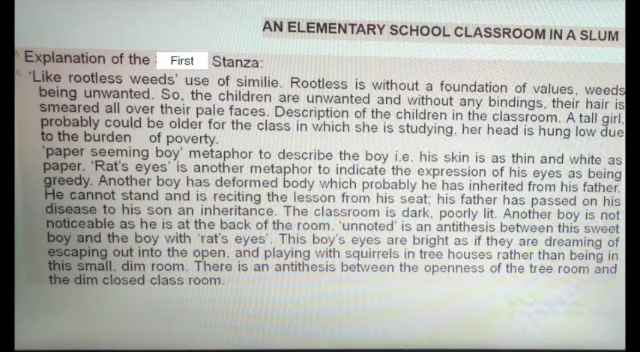 AN ELEMENTARY SCHOOL CLASSROOM IN A SLUM
Explanation of the First Stanza:
'Like rootless weeds' use of similie. Rootless is without a foundation of values, weeds
being unwanted. So, the children are unwanted and without any bindings, their hair is
smeared all over their pale faces. Description of the children in the classroom. A tall girl,
probably could be older for the class in which she is studying, her head is hung low due
to the burden of poverty.
'paper seeming boy' metaphor to describe the boy i.e. his skin is as thin and white as
paper. 'Rat's eyes' is another metaphor to indicate the expression of his eyes as being
greedy. Another boy has deformed body which probably he has inherited from his father.
He cannot stand and is reciting the lesson from his seat; his father has passed on his
disease to his son an inheritance. The classroom is dark, poorly lit. Another boy is not
noticeable as he is at the back of the room, 'unnoted' is an antithesis between this sweet
boy and the boy with 'rat's eyes'. This boy's eyes are bright as if they are dreaming of
escaping out into the open, and playing with squirrels in tree houses rather than being in
this small, dim room. There is an antithesis between the openness of the tree room and
the dim closed class room.